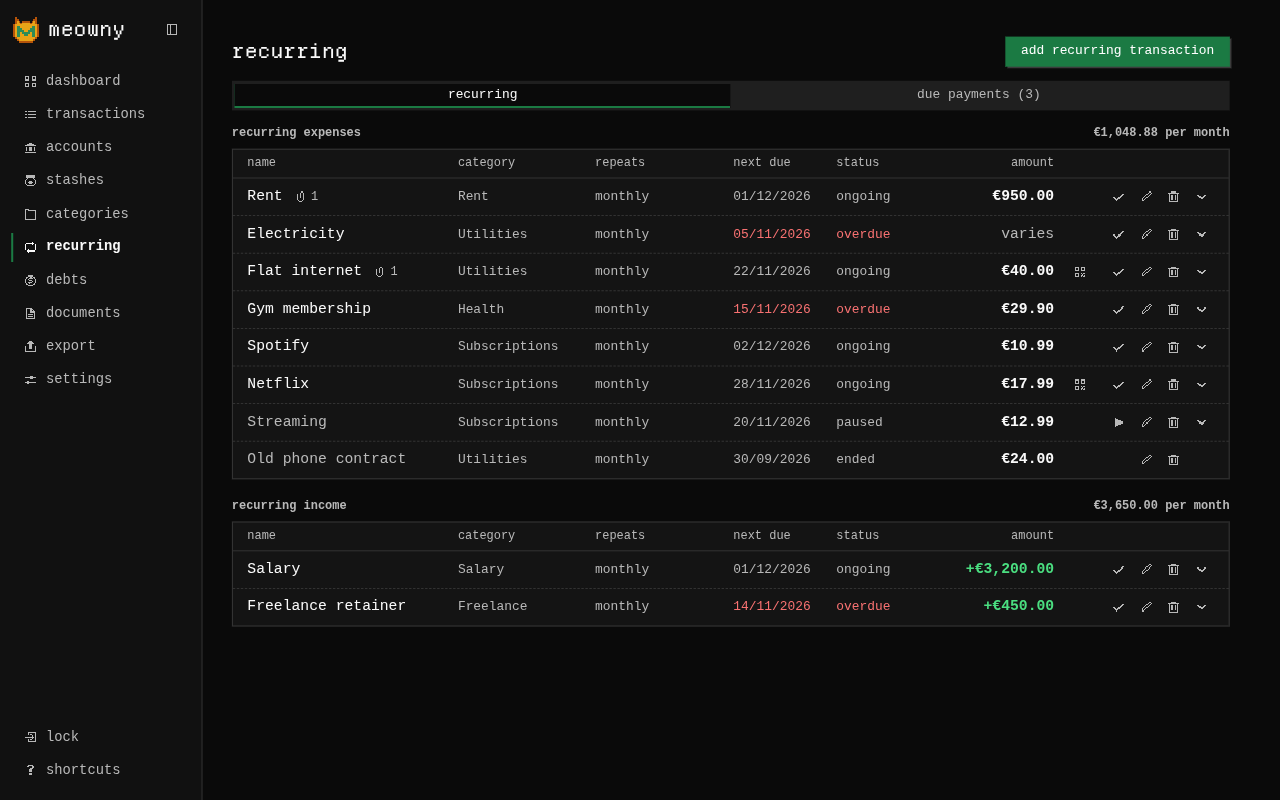 meowny
dashboard
transactions
accounts
stashes
categories
recurring
debts
documents
export
settings
lock
? shortcuts
recurring
add recurring transaction
recurring
due payments (3)
recurring expenses €1,048.88 per month
name category repeats next due status amount
Rent 1 Rent monthly 01/12/2026 ongoing €950.00
Electricity Utilities monthly 05/11/2026 overdue varies
Flat internet 1 Utilities monthly 22/11/2026 ongoing €40.00
Gym membership Health monthly 15/11/2026 overdue €29.90
Spotify Subscriptions monthly 02/12/2026 ongoing €10.99
Netflix Subscriptions monthly 28/11/2026 ongoing €17.99
Streaming Subscriptions monthly 20/11/2026 paused €12.99
Old phone contract Utilities monthly 30/09/2026 ended €24.00
recurring income €3,650.00 per month
name category repeats next due status amount
Salary Salary monthly 01/12/2026 ongoing +€3,200.00
Freelance retainer Freelance monthly 14/11/2026 overdue +€450.00